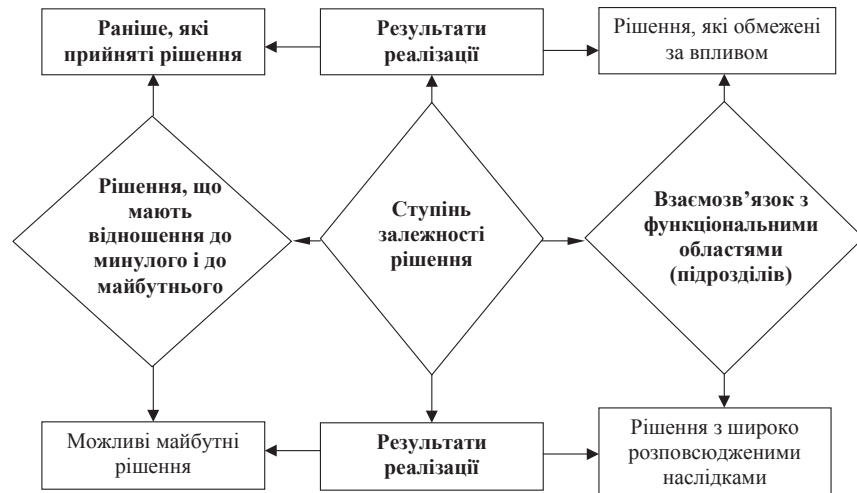 Раніше, які
прийняті рішення
Результати
реалізації
Рішення, які обмежені
за впливом
Рішення, що
мають
відношення до
минулого і до
майбутнього
Ступінь
залежності
рішення
Взаємозв’язок з
функціональними
областями
(підрозділів)
Можливі майбутні
рішення
Результати
реалізації
Рішення з широко
розповсюдженими
наслідками